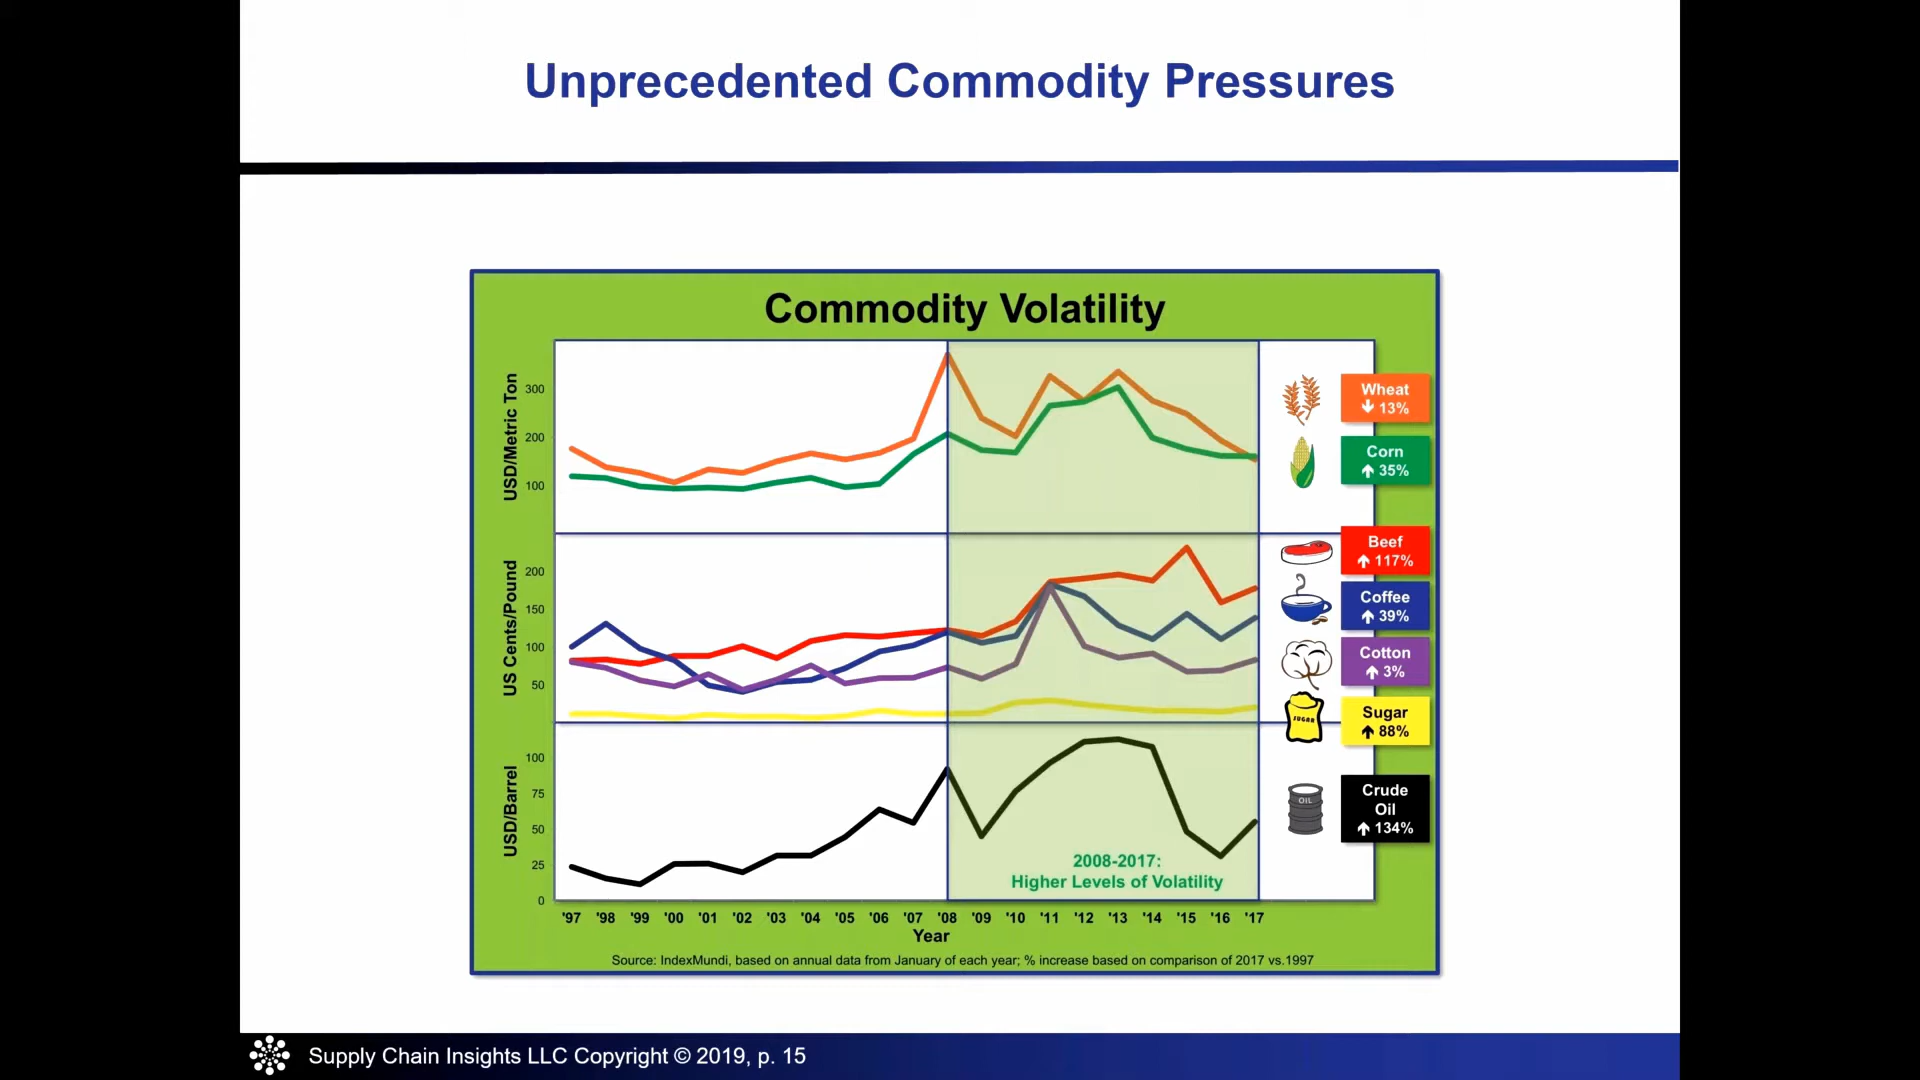 Unprecedented Commodity Pressures
Commodity Volatility
USD/Metric Ton
300
200
100
US Cents/Pound
200
150
100
50
USD/Barrel
100
75
50
25
0
Wheat
13%
Corn
35%
Beef
117%
Coffee
39%
Cotton
3%
SUGAR
Sugar
88%
OIL
Crude
Oil
134%
2008-2017:
Higher Levels of Volatility
'97 '98 '99 '00 '01 '02 '03 '04 '05 '06 '07 '08 '09 '10 '11 '12 '13 '14 '15 '16 '17
Year
Source: IndexMundi, based on annual data from January of each year; % increase based on comparison of 2017 vs.1997
Supply Chain Insights LLC Copyright © 2019, p. 15